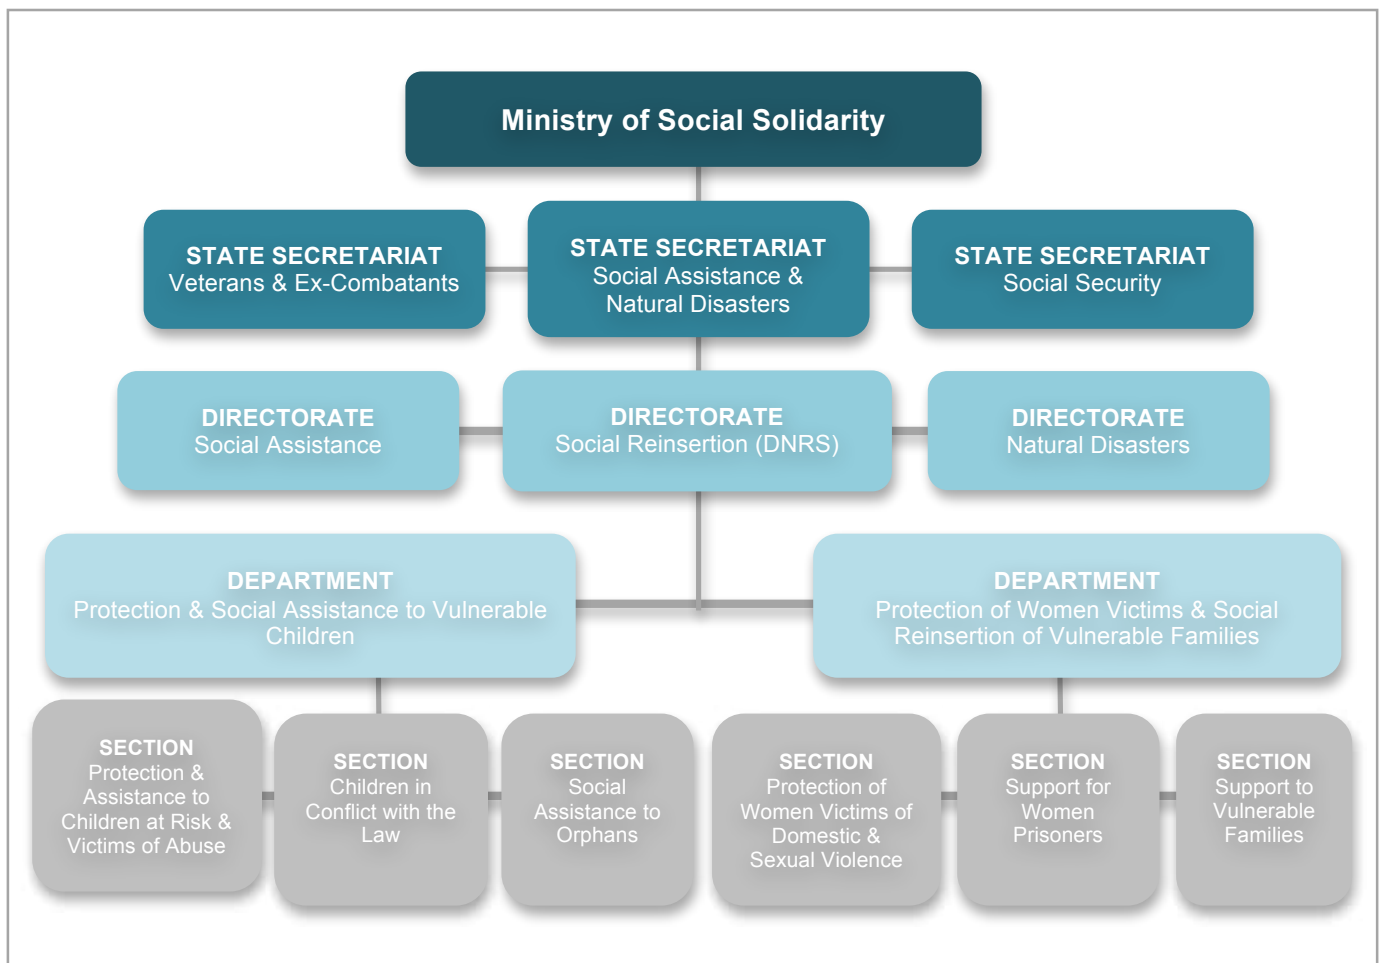 Ministry of Social Solidarity
STATE SECRETARIAT
Veterans & Ex-Combatants
STATE SECRETARIAT
Social Assistance &
Natural Disasters
STATE SECRETARIAT
Social Security
DIRECTORATE
Social Assistance
DIRECTORATE
Social Reinsertion (DNRS)
DIRECTORATE
Natural Disasters
DEPARTMENT
Protection & Social Assistance to Vulnerable
Children
DEPARTMENT
Protection of Women Victims & Social
Reinsertion of Vulnerable Families
SECTION
Protection &
Assistance to
Children at Risk &
Victims of Abuse
SECTION
Children in
Conflict with the
Law
SECTION
Social
Assistance to
Orphans
SECTION
Protection of
Women Victims of
Domestic &
Sexual Violence
SECTION
Support for
Women
Prisoners
SECTION
Support to
Vulnerable
Families